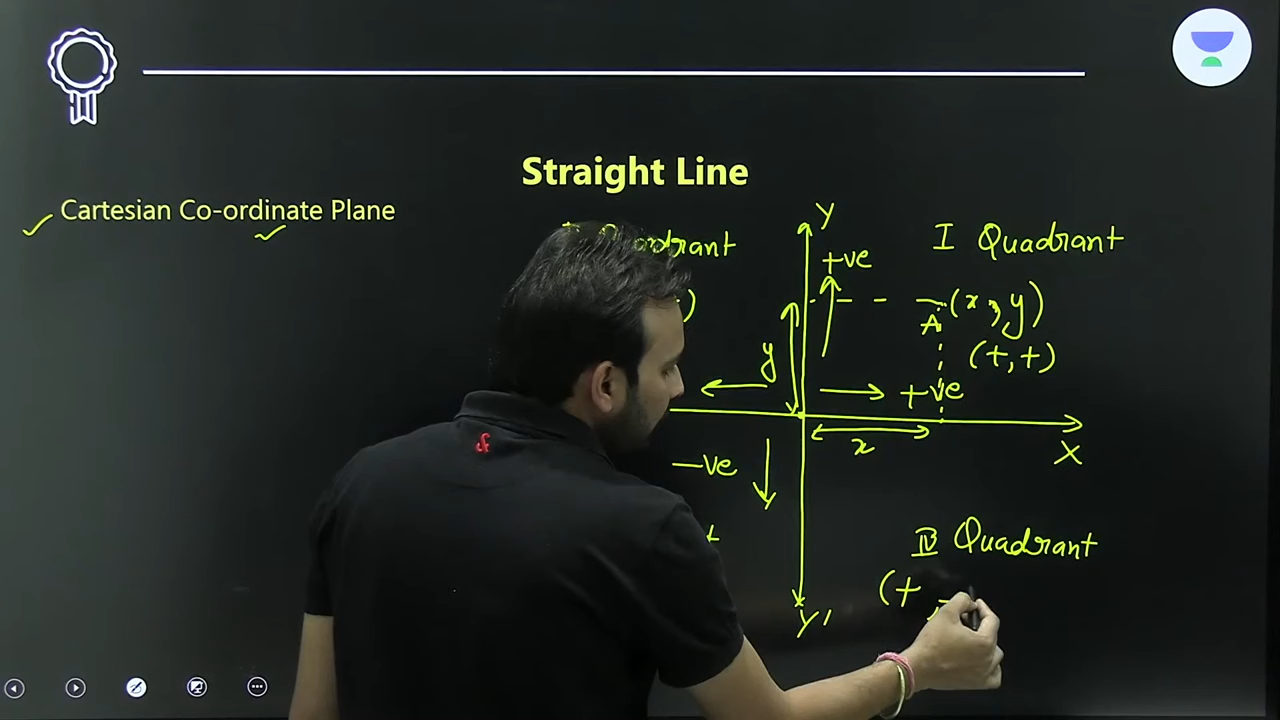 Straight Line
Cartesian Co-ordinate Plane
Y
I Quadrant
+ve
A (x, y)
(+, +)
y
+ve
x
X
-ve
IV Quadrant
(+, -
Y'